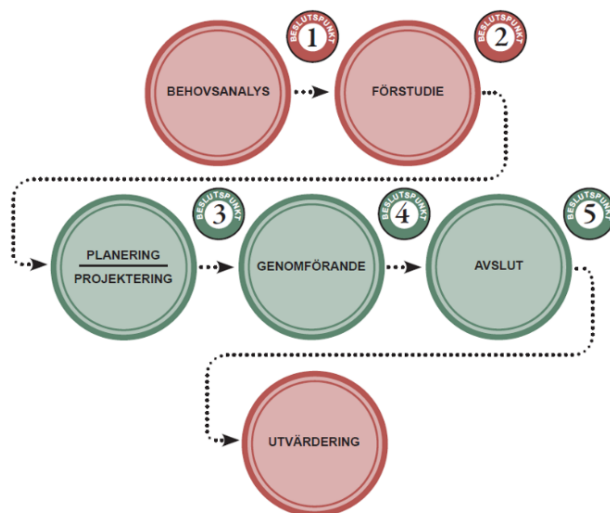 BESLUTSPUNKT
1
BESLUTSPUNKT
2
BEHOVSANALYS
FÖRSTUDIE
BESLUTSPUNKT
3
BESLUTSPUNKT
4
BESLUTSPUNKT
5
PLANERING
PROJEKTERING
GENOMFÖRANDE
AVSLUT
UTVÄRDERING